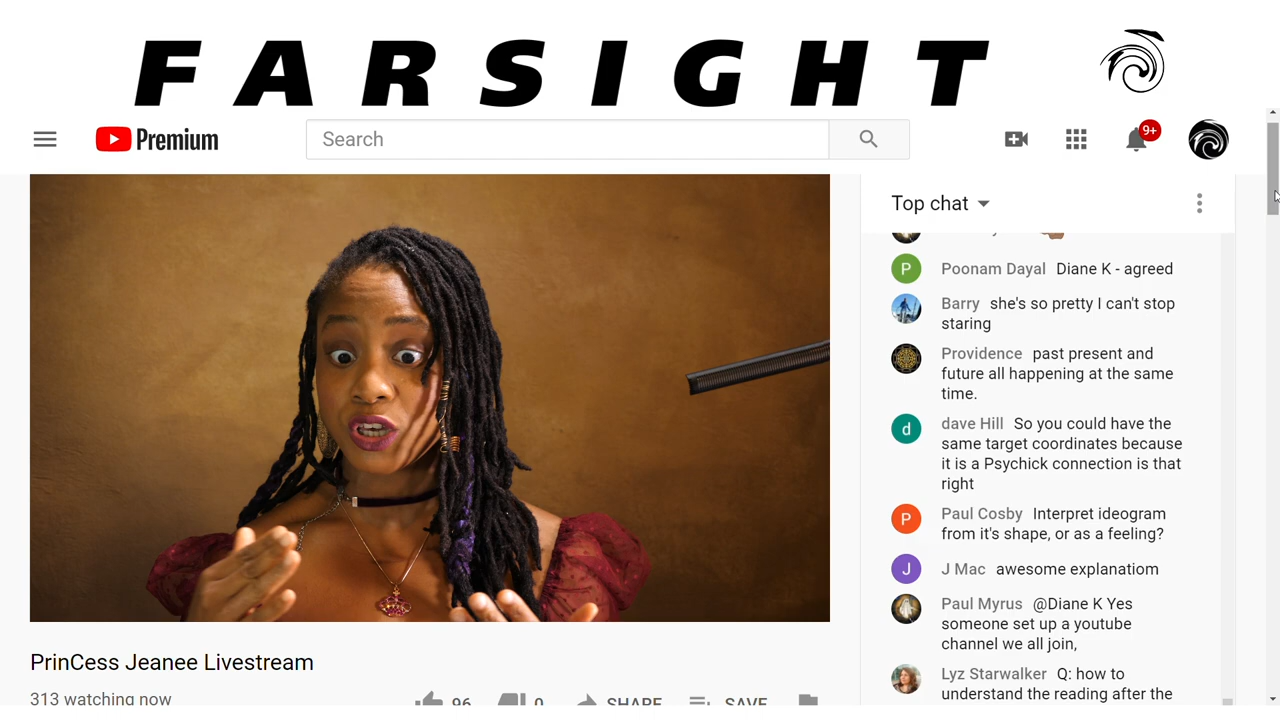 FARSIGHT
Premium
Search
9+
Top chat
P
Poonam Dayal Diane K - agreed
Barry she's so pretty I can't stop
staring
Providence past present and
future all happening at the same
time.
d
dave Hill So you could have the
same target coordinates because
it is a Psychick connection is that
right
P
Paul Cosby Interpret ideogram
from it's shape, or as a feeling?
J
J Mac awesome explanatiom
Paul Myrus @Diane K Yes
someone set up a youtube
channel we all join,
Lyz Starwalker Q: how to
understand the reading after the
PrinCess Jeanee Livestream
313 watching now
96
0
SHARE
SAVE